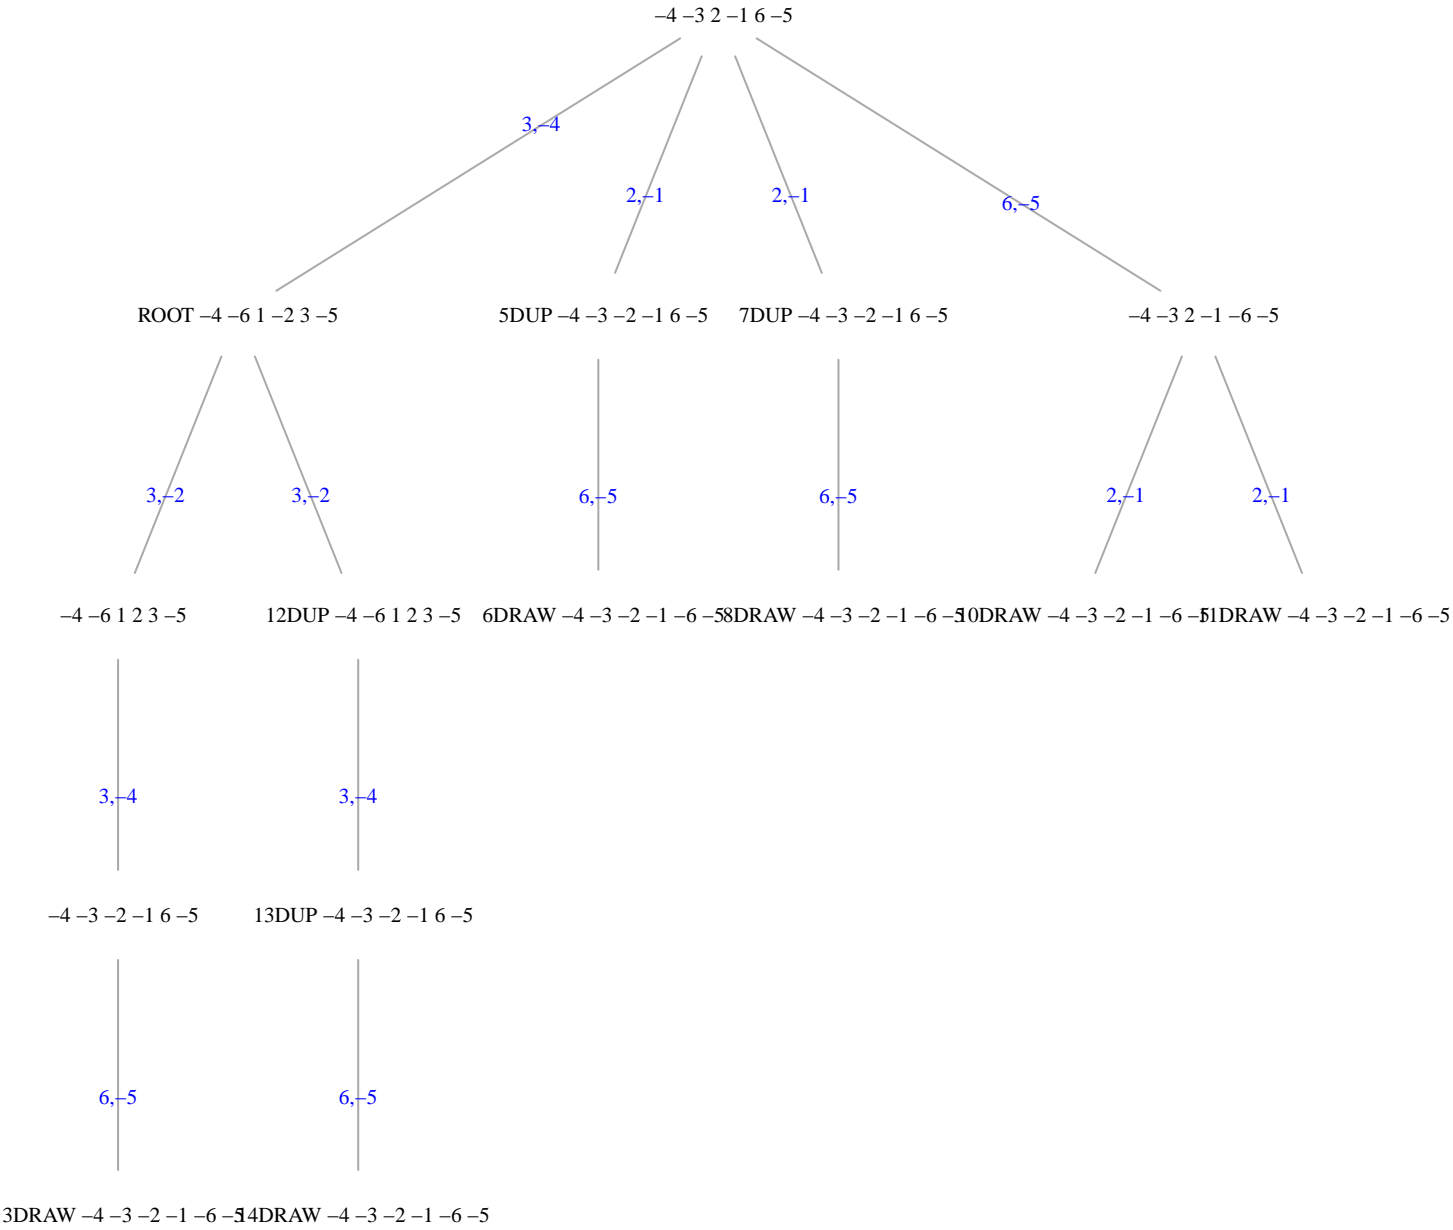 –4 –3 2 –1 6 –5
3,–4
2,–1 2,–1
6,–5
ROOT –4 –6 1 –2 3 –5 5DUP –4 –3 –2 –1 6 –5 7DUP –4 –3 –2 –1 6 –5 –4 –3 2 –1 –6 –5
3,–2 3,–2 6,–5 6,–5 2,–1 2,–1
–4 –6 1 2 3 –5 12DUP –4 –6 1 2 3 –5 6DRAW –4 –3 –2 –1 –6 –5 8DRAW –4 –3 –2 –1 –6 –5 10DRAW –4 –3 –2 –1 –6 –5 11DRAW –4 –3 –2 –1 –6 –5
3,–4 3,–4
–4 –3 –2 –1 6 –5 13DUP –4 –3 –2 –1 6 –5
6,–5 6,–5
3DRAW –4 –3 –2 –1 –6 –5 14DRAW –4 –3 –2 –1 –6 –5